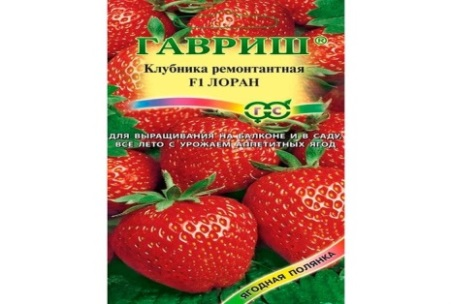 ГАВРИШ®
Клубника ремонтантная
F1 ЛОРАН
Г С
ДЛЯ ВЫРАЩИВАНИЯ НА БАЛКОНЕ И В САДУ.
ВСЕ ЛЕТО С УРОЖАЕМ АППЕТИТНЫХ ЯГОД
ЯГОДНАЯ ПОЛЯНКА